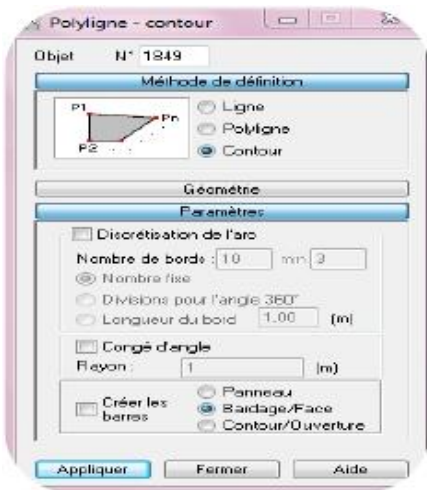 Polyligne - contour
Objet N° 1849
Méthode de définition
P1
Pn
P2
Ligne
Polyligne
Contour
Géométrie
Paramètres
Discrétisation de l'arc
Nombre de bords : 10 min 3
Nombre fixe
Divisions pour l'angle 360°
Longueur du bord 1.00 (m)
Congé d'angle
Rayon : 1 (m)
Créer les barres
Panneau
Bardage/Face
Contour/Ouverture
Appliquer Fermer Aide